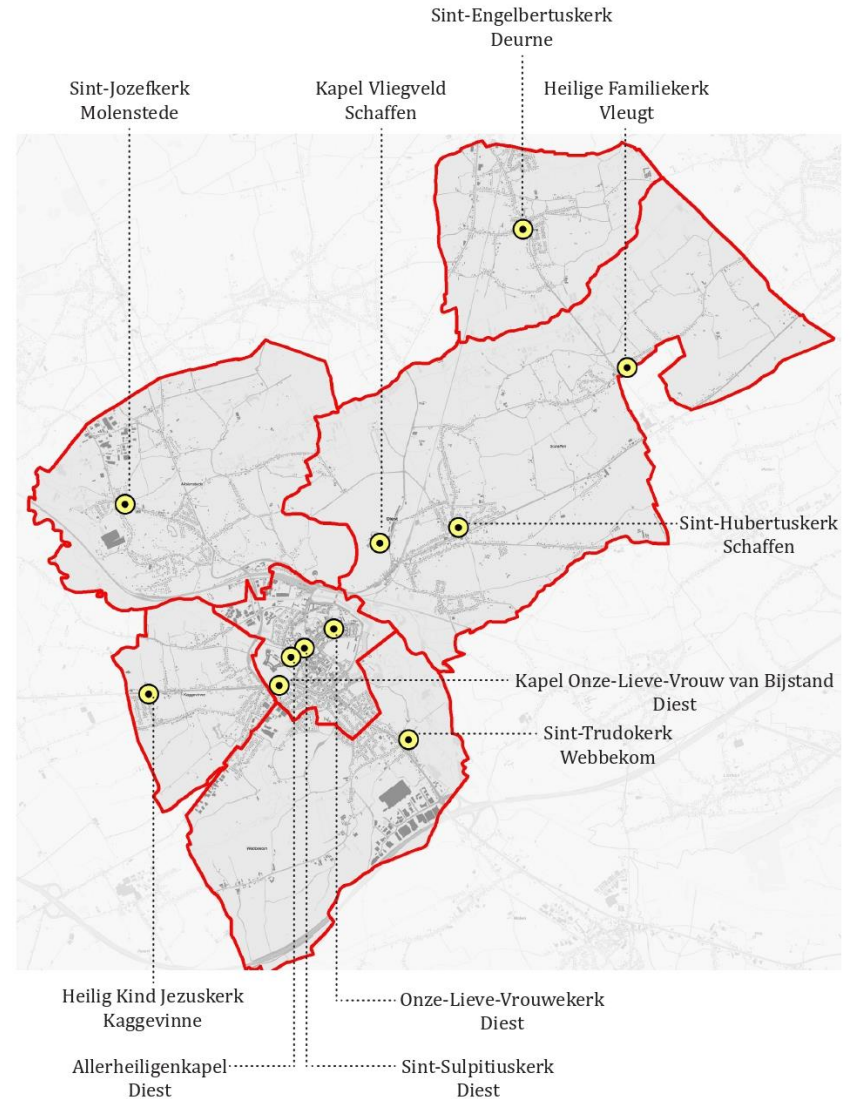 Sint-Engelbertuskerk
Deurne
Sint-Jozefkerk
Molenstede
Kapel Vliegveld
Schaffen
Heilige Familiekerk
Vleugt
Sint-Hubertuskerk
Schaffen
Kapel Onze-Lieve-Vrouw van Bijstand
Diest
Sint-Trudokerk
Webbekom
Kaggevinne
Heilig Kind Jezuskerk
Kaggevinne
Onze-Lieve-Vrouwekerk
Diest
Allerheiligenkapel
Diest
Sint-Sulpitiuskerk
Diest